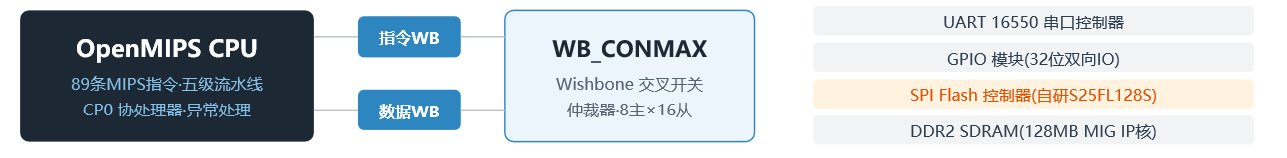 OpenMIPS CPU
89条MIPS指令·五级流水线
CP0 协处理器·异常处理
指令WB
数据WB
WB_CONMAX
Wishbone 交叉开关
仲裁器·8主×16从
UART 16550 串口控制器
GPIO 模块(32位双向IO)
SPI Flash 控制器(自研S25FL128S)
DDR2 SDRAM(128MB MIG IP核)